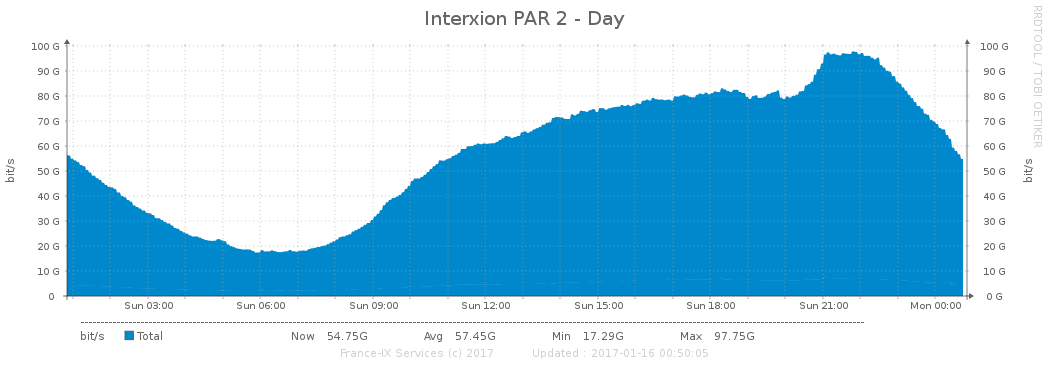 Interxion PAR 2 - Day
RRDTOOL / TOBI OETIKER
bit/s
bit/s
100 G 100 G
90 G 90 G
80 G 80 G
70 G 70 G
60 G 60 G
50 G 50 G
40 G 40 G
30 G 30 G
20 G 20 G
10 G 10 G
0 0 G
Sun 03:00 Sun 06:00 Sun 09:00 Sun 12:00 Sun 15:00 Sun 18:00 Sun 21:00 Mon 00:00
bit/s Total Now 54.75G Avg 57.45G Min 17.29G Max 97.75G
France-IX Services (c) 2017 Updated : 2017-01-16 00:50:05